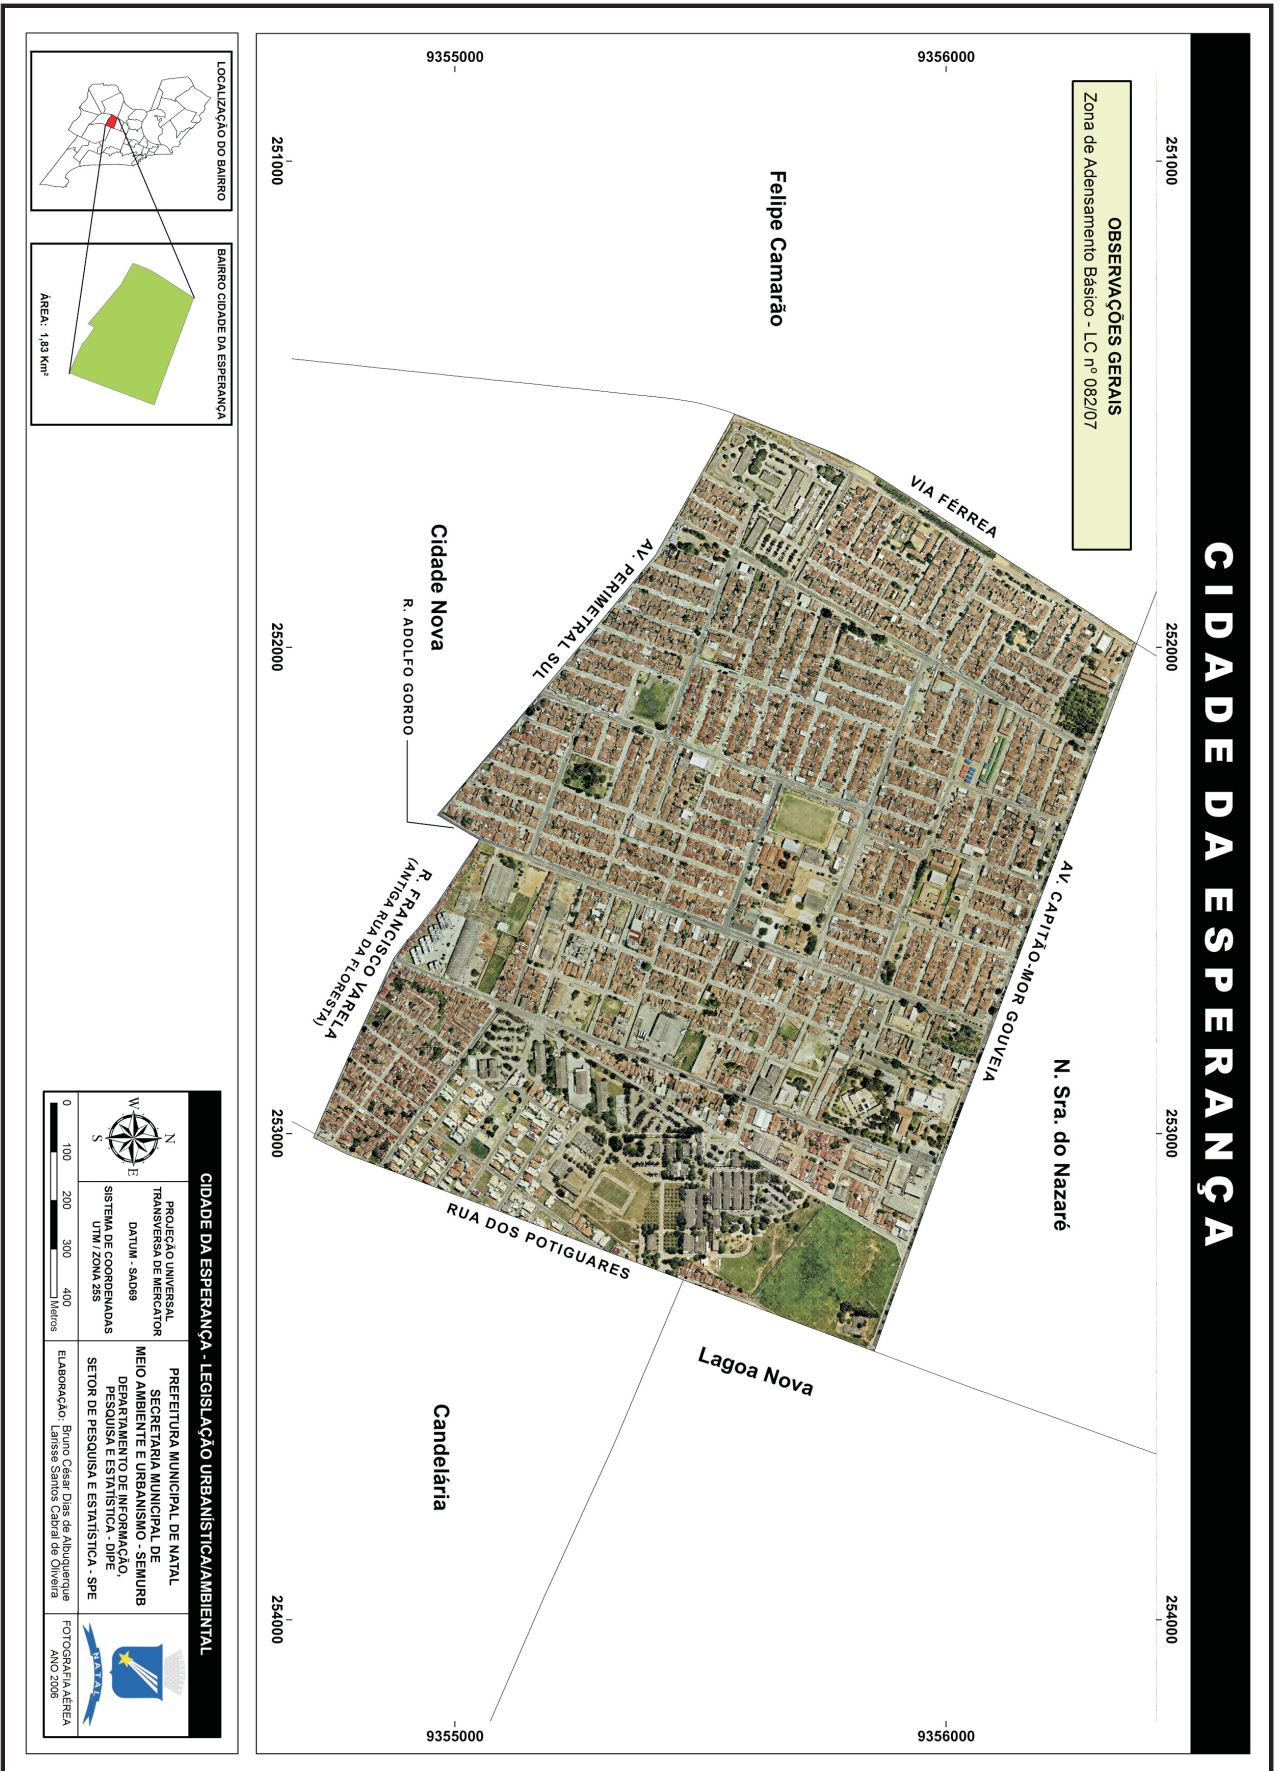 CIDADE DA ESPERANÇA
OBSERVAÇÕES GERAIS
Zona de Adensamento Básico - LC nº 082/07
251000
252000
253000
254000
9356000
9356000
9355000
9355000
251000
252000
253000
254000
Felipe Camarão
VIA FÉRREA
AV. CAPITÃO-MOR GOUVEIA
N. Sra. do Nazaré
Cidade Nova
AV. PERIMETRAL SUL
R. ADOLFO GORDO
R. FRANCISCO VARELA
(ANTIGA RUA DA FLORESTA)
RUA DOS POTIGUARES
Lagoa Nova
Candelária
LOCALIZAÇÃO DO BAIRRO
BAIRRO CIDADE DA ESPERANÇA
ÁREA: 1,83 Km²
CIDADE DA ESPERANÇA - LEGISLAÇÃO URBANÍSTICA/AMBIENTAL
N
W
E
S
PROJEÇÃO UNIVERSAL
TRANSVERSA DE MERCATOR
DATUM - SAD69
SISTEMA DE COORDENADAS
UTM / ZONA 25S
0 100 200 300 400
Metros
PREFEITURA MUNICIPAL DE NATAL
SECRETARIA MUNICIPAL DE
MEIO AMBIENTE E URBANISMO - SEMURB
DEPARTAMENTO DE INFORMAÇÃO,
PESQUISA E ESTATÍSTICA - DIPE
SETOR DE PESQUISA E ESTATÍSTICA - SPE
ELABORAÇÃO: Bruno César Dias de Albuquerque
Larisse Santos Cabral de Oliveira
NATAL
FOTOGRAFIA AÉREA
ANO 2006